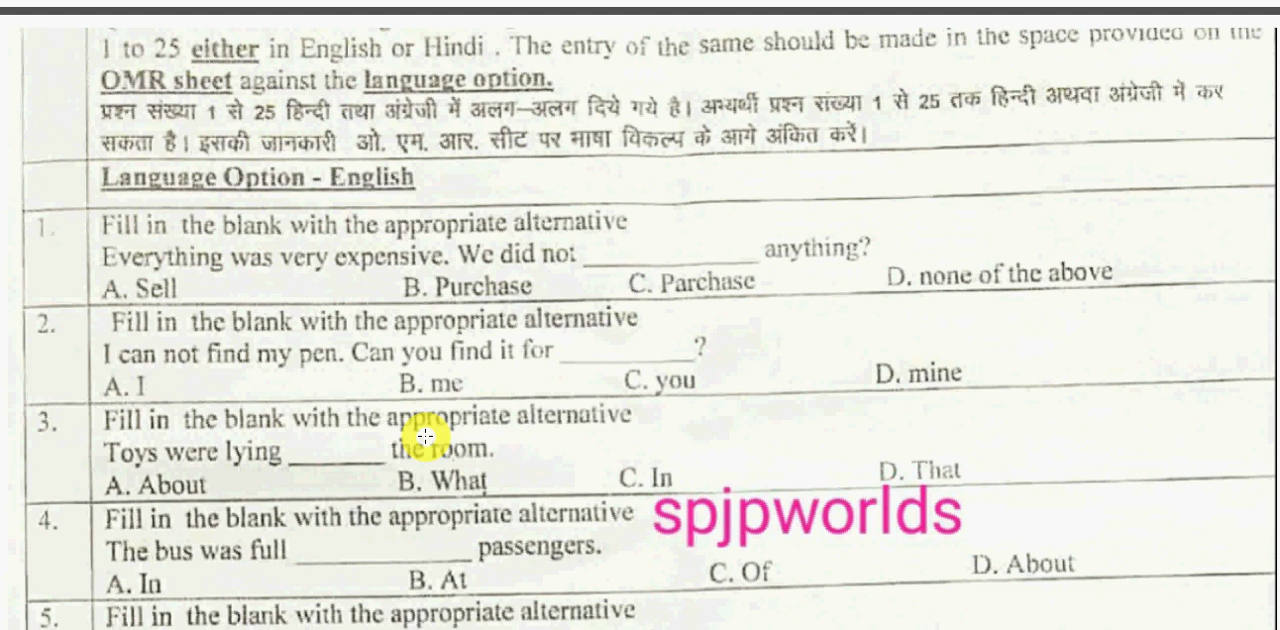 1 to 25 either in English or Hindi . The entry of the same should be made in the space provided on the
OMR sheet against the language option.
प्रश्न संख्या 1 से 25 हिन्दी तथा अंग्रेजी में अलग–अलग दिये गये है। अभ्यर्थी प्रश्न संख्या 1 से 25 तक हिन्दी अथवा अंग्रेजी में कर
सकता है। इसकी जानकारी ओ. एम. आर. सीट पर भाषा विकल्प के आगे अंकित करें।
Language Option - English
1. Fill in the blank with the appropriate alternative
Everything was very expensive. We did not ____________ anything?
A. Sell B. Purchase C. Parchase D. none of the above
2. Fill in the blank with the appropriate alternative
I can not find my pen. Can you find it for _________?
A. I B. me C. you D. mine
3. Fill in the blank with the appropriate alternative
Toys were lying ______ the room.
A. About B. What C. In D. That
4. Fill in the blank with the appropriate alternative
spjpworlds
The bus was full ____________ passengers.
A. In B. At C. Of D. About
5. Fill in the blank with the appropriate alternative